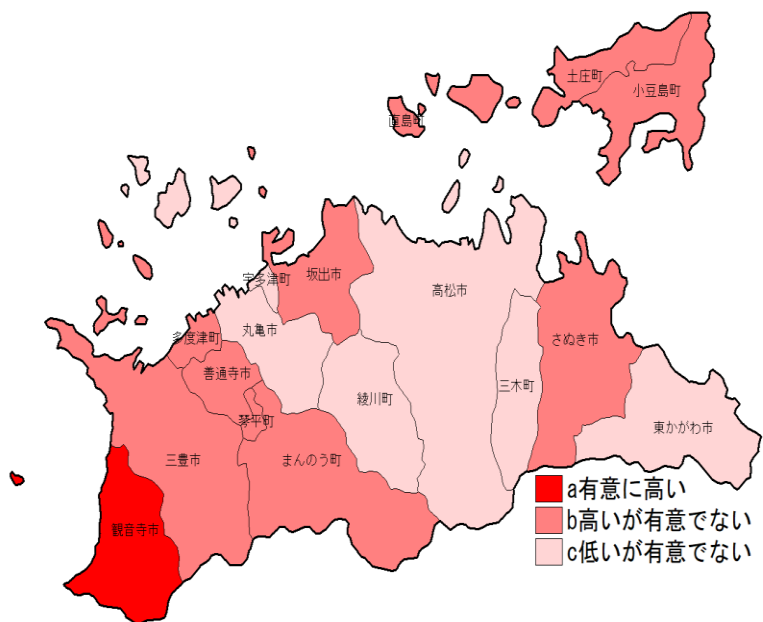 土庄町
小豆島町
直島町
宇多津町
坂出市
高松市
多度津町
丸亀市
さぬき市
善通寺市
綾川町
三木町
琴平町
東かがわ市
三豊市
まんのう町
観音寺市
a有意に高い
b高いが有意でない
c低いが有意でない